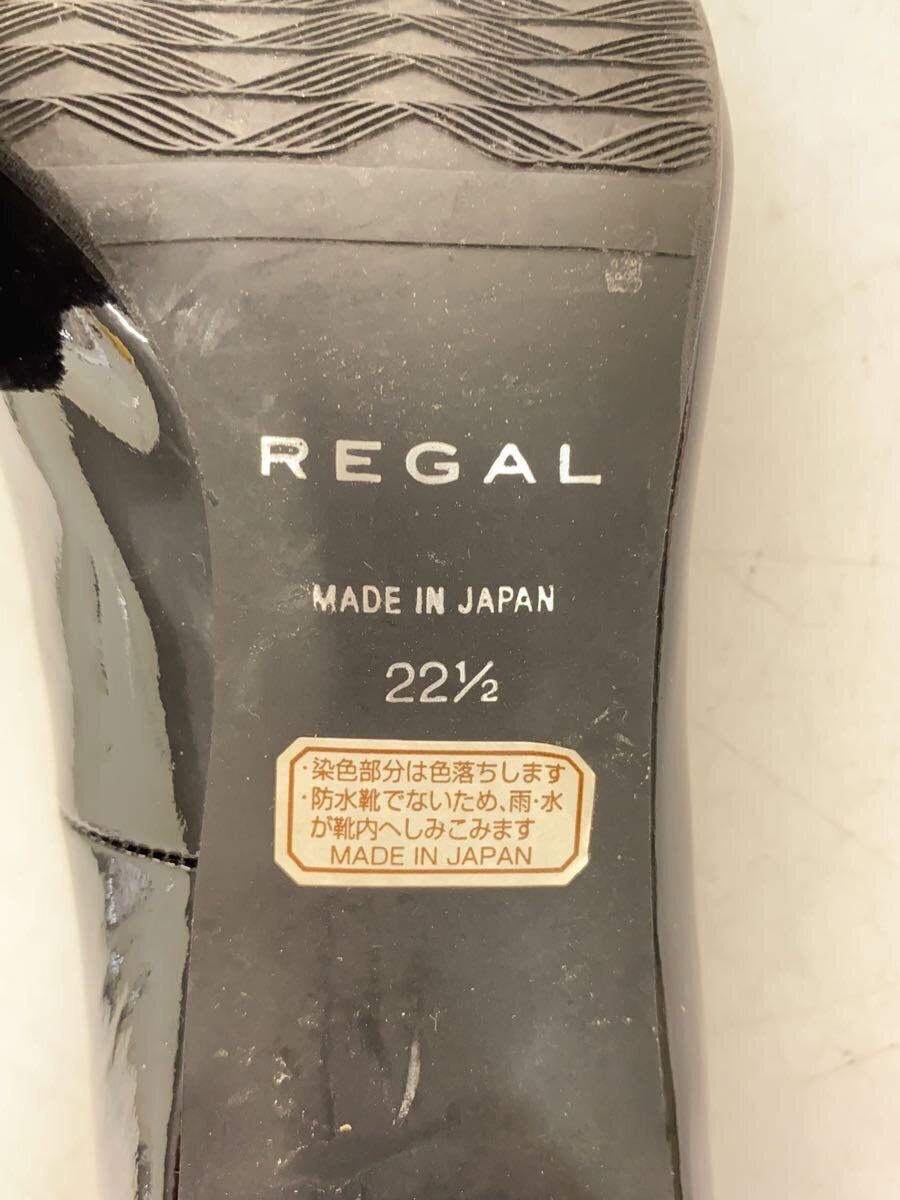 REGAL
MADE IN JAPAN
22½
・染色部分は色落ちします
・防水靴でないため、雨・水
が靴内へしみこみます
MADE IN JAPAN